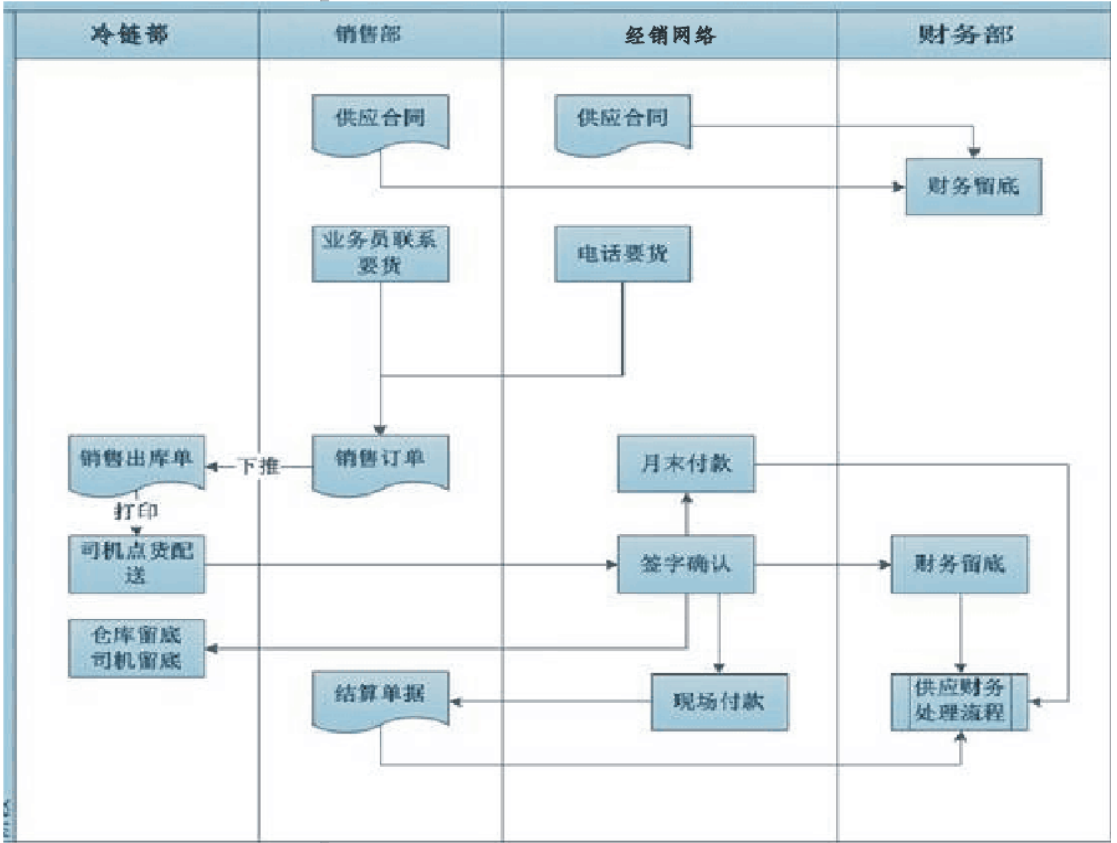 冷链部
销售部
经销网络
财务部
供应合同
供应合同
财务留底
业务员联系
要货
电话要货
销售出库单
下推
销售订单
月末付款
打印
司机点货配
送
签字确认
财务留底
仓库留底
司机留底
结算单据
现场付款
供应财务
处理流程